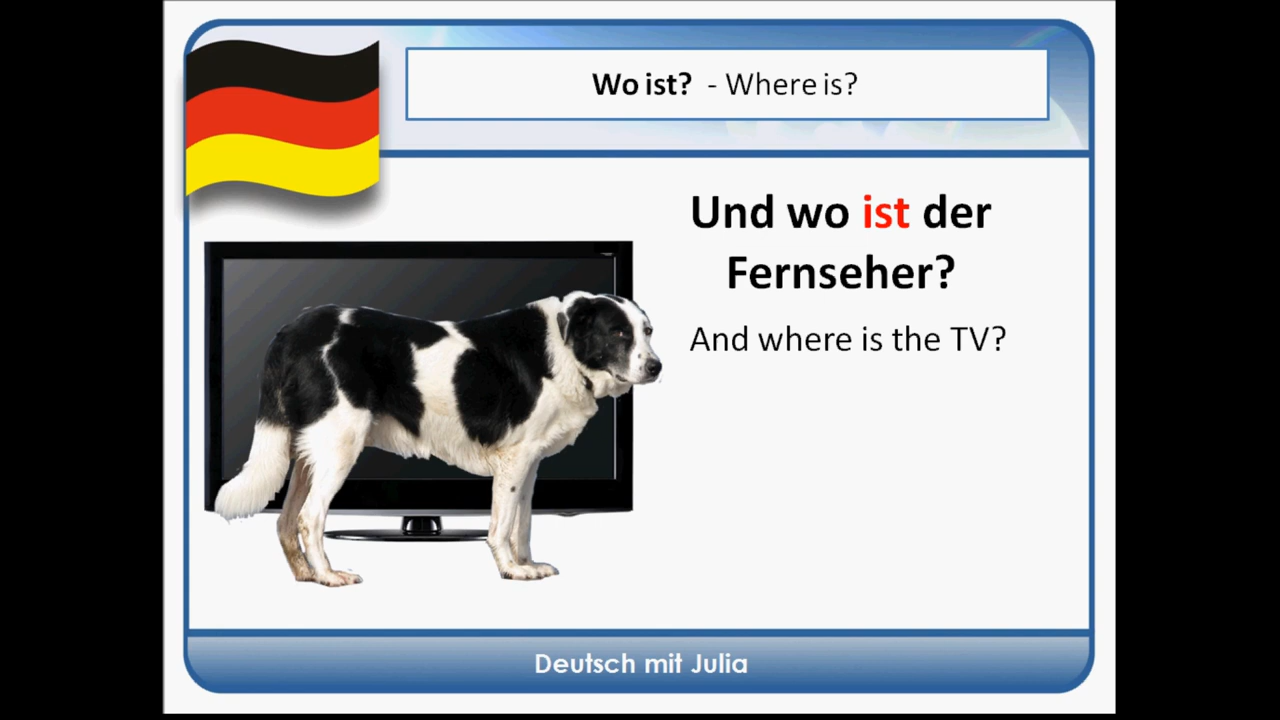 Wo ist? - Where is?
Und wo ist der
Fernseher?
And where is the TV?
Deutsch mit Julia